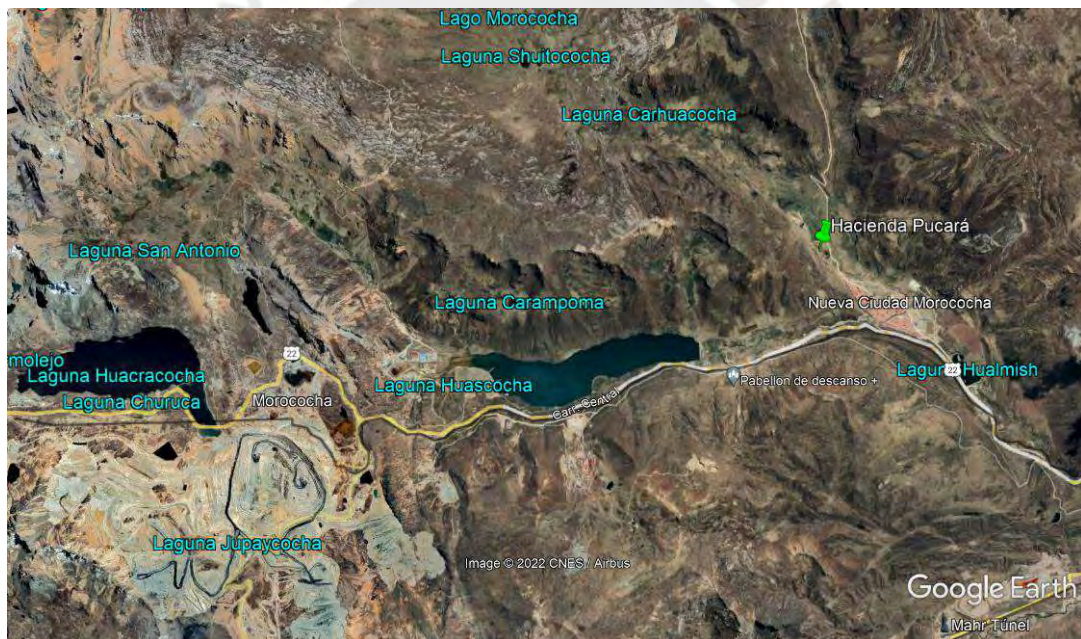 Lago Morococha
Laguna Shuitococha
Laguna Carhuacocha
Hacienda Pucará
Laguna San Antonio
Laguna Carampoma
Nueva Ciudad Morococha
22
molejo
Laguna Huacracocha
Laguna Huascocha
Pabellon de descanso +
Laguna Hualmish
22
Laguna Churuca
Morococha
Carr. Central
Laguna Jupaycocha
Image © 2022 CNES / Airbus
Google Earth
Mahr Túnel